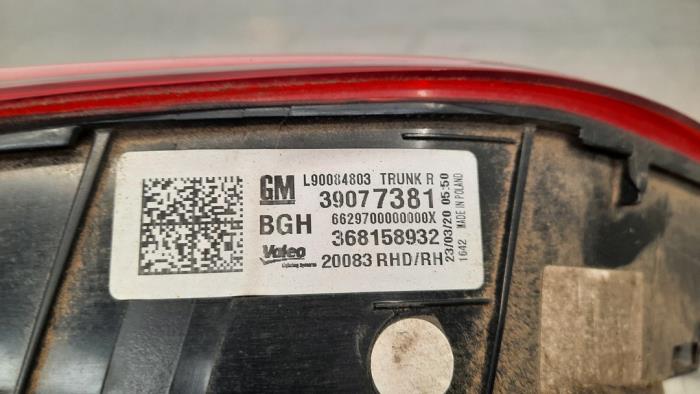 GM L90084803 TRUNK R
39077381
BGH 6629700000000X
368158932
Valeo Lighting Systems 20083 RHD/RH
23/03/20 05:50
1642 MADE IN POLAND